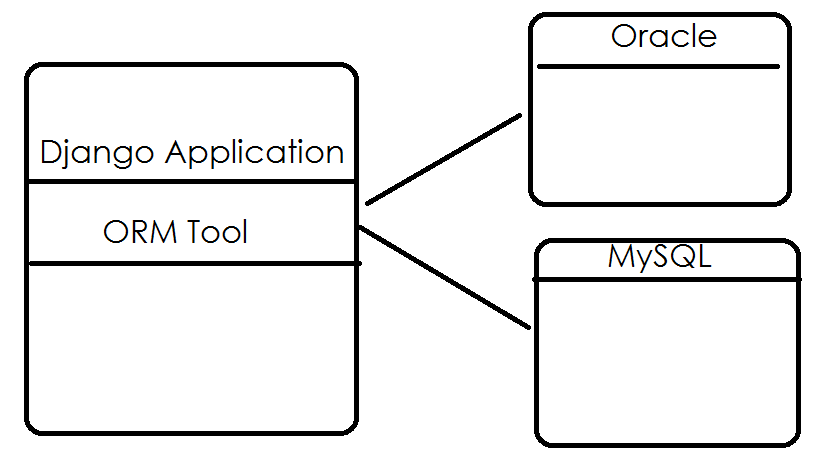 Django Application
ORM Tool
Oracle
MySQL